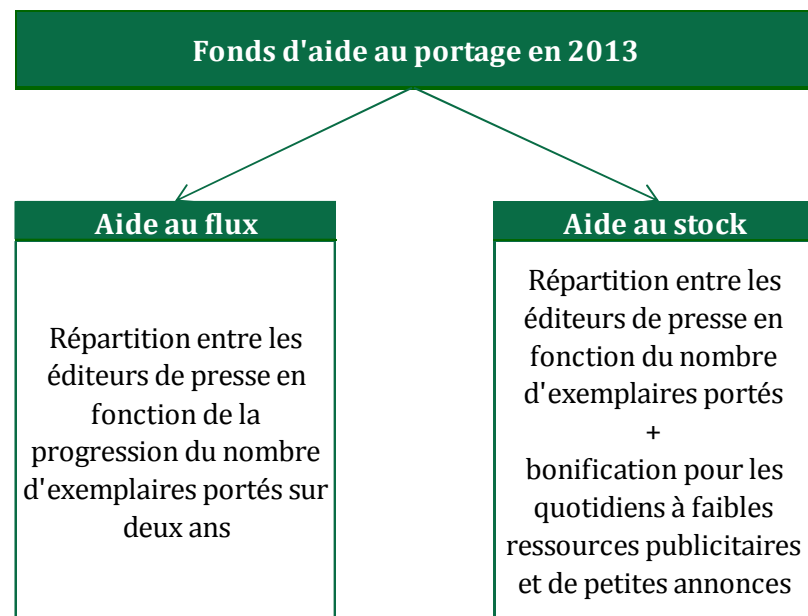 Fonds d'aide au portage en 2013
Aide au flux
Répartition entre les
éditeurs de presse en
fonction de la
progression du nombre
d'exemplaires portés sur
deux ans
Aide au stock
Répartition entre les
éditeurs de presse en
fonction du nombre
d'exemplaires portés
+
bonification pour les
quotidiens à faibles
ressources publicitaires
et de petites annonces